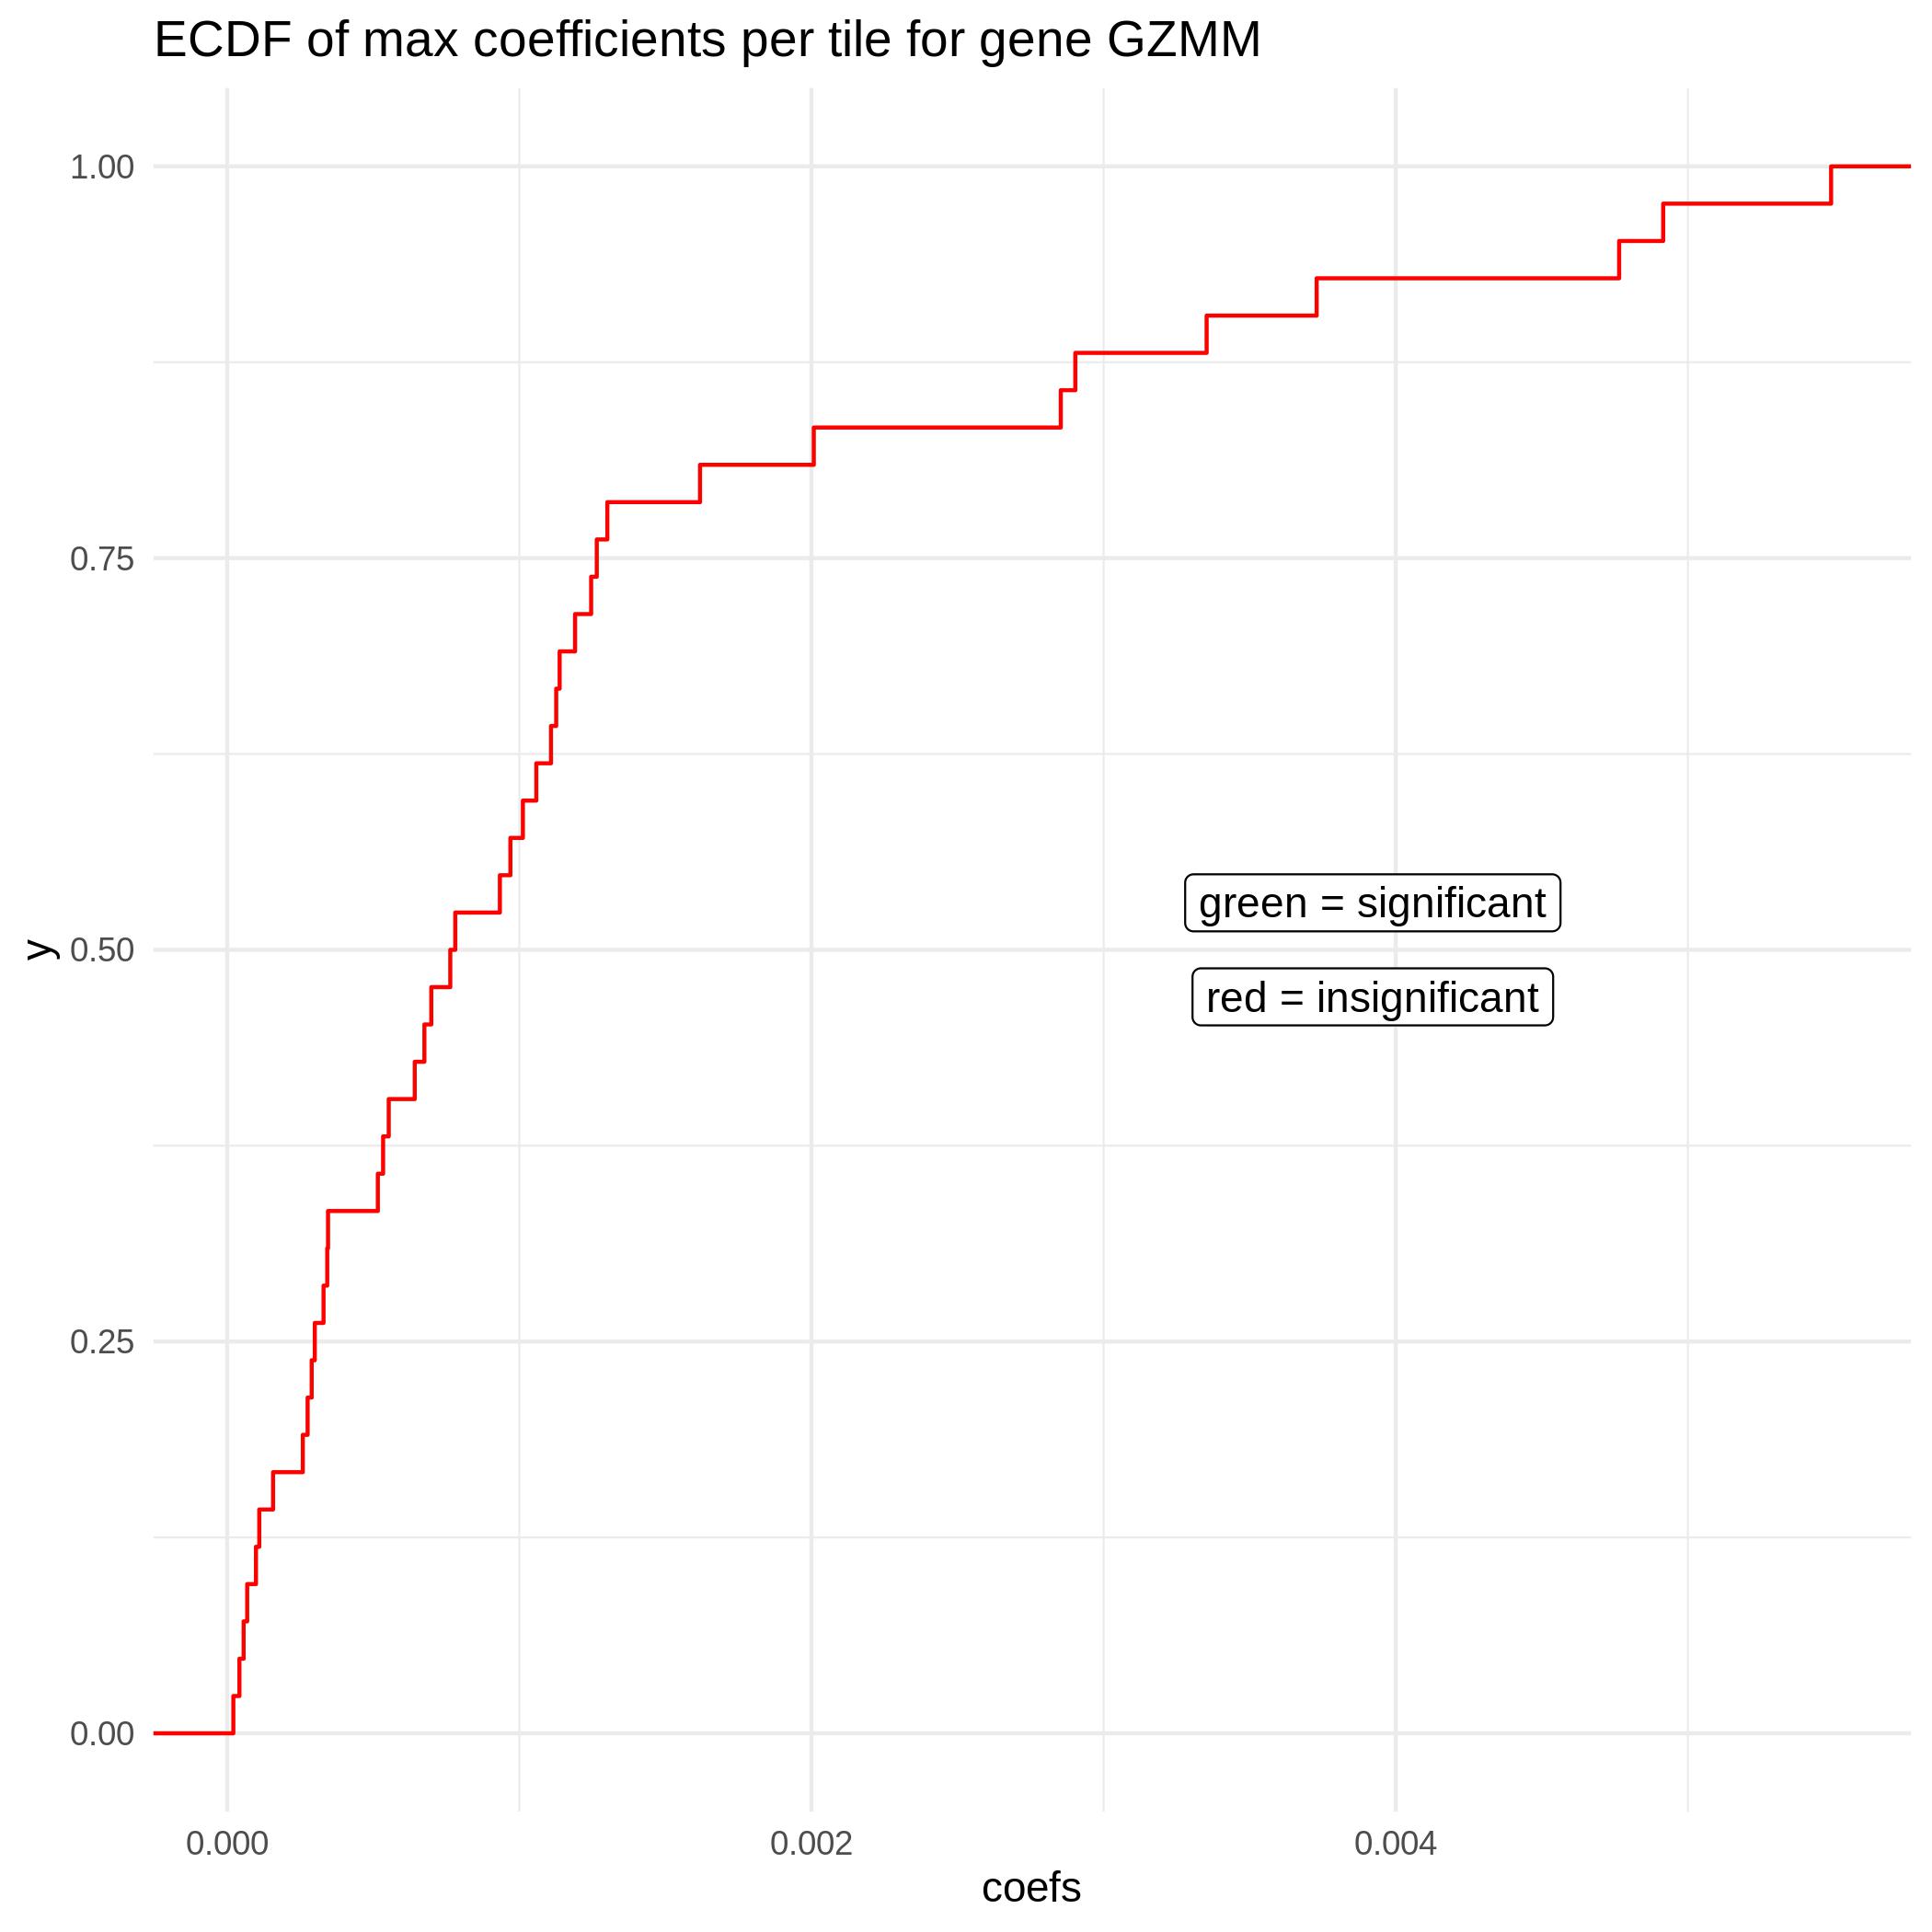 ECDF of max coefficients per tile for gene GZMM
1.00
0.75
0.50
0.25
0.00
y
green = significant
red = insignificant
0.000 0.002 0.004
coefs